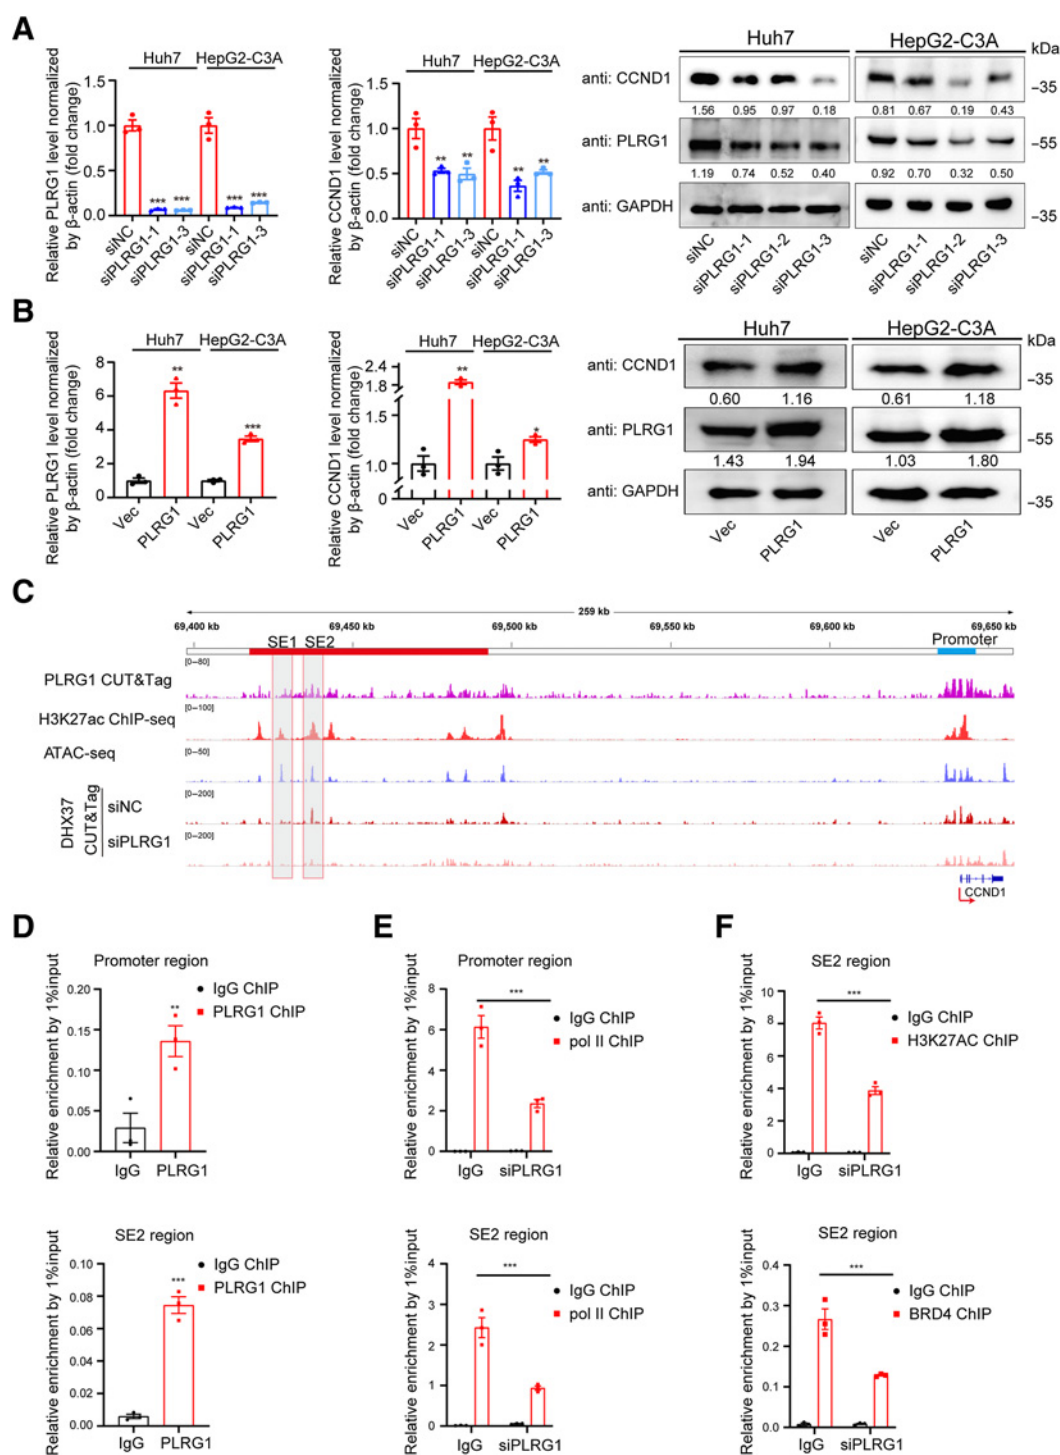 A
Relative PLRG1 level normalized
by β-actin (fold change)
Huh7 HepG2-C3A
1.5
1.0
0.5
0.0
*** *** *** ***
siNC
siPLRG1-1
siPLRG1-3
siNC
siPLRG1-1
siPLRG1-3
Relative CCND1 level normalized
by β-actin (fold change)
Huh7 HepG2-C3A
1.5
1.0
0.5
0.0
** ** ** **
siNC
siPLRG1-1
siPLRG1-3
siNC
siPLRG1-1
siPLRG1-3
Huh7 HepG2-C3A kDa
anti: CCND1 –35
1.56 0.95 0.97 0.18 0.81 0.67 0.19 0.43
anti: PLRG1 –55
1.19 0.74 0.52 0.40 0.92 0.70 0.32 0.50
anti: GAPDH –35
siNC
siPLRG1-1
siPLRG1-2
siPLRG1-3
siNC
siPLRG1-1
siPLRG1-2
siPLRG1-3
B
Relative PLRG1 level normalized
by β-actin (fold change)
Huh7 HepG2-C3A
8
6
4
2
0
** ***
Vec
PLRG1
Vec
PLRG1
Relative CCND1 level normalized
by β-actin (fold change)
Huh7 HepG2-C3A
2.4
1.8
1.5
1.0
0
** *
Vec
PLRG1
Vec
PLRG1
Huh7 HepG2-C3A kDa
anti: CCND1 –35
0.60 1.16 0.61 1.18
anti: PLRG1 –55
1.43 1.94 1.03 1.80
anti: GAPDH –35
Vec
PLRG1
Vec
PLRG1
C
259 kb
69,400 kb 69,450 kb 69,500 kb 69,550 kb 69,600 kb 69,650 kb
SE1 SE2 Promoter
[0–80]
PLRG1 CUT&Tag
[0–100]
H3K27ac ChIP-seq
[0–50]
ATAC-seq
[0–200]
DHX37
CUT&Tag
siNC
[0–200]
siPLRG1
CCND1
D
Promoter region
Relative enrichment by 1%input
0.20
0.15
0.10
0.05
0.00
**
IgG ChIP
PLRG1 ChIP
IgG PLRG1
SE2 region
Relative enrichment by 1%input
0.10
0.08
0.06
0.04
0.02
0.00
***
IgG ChIP
PLRG1 ChIP
IgG PLRG1
E
Promoter region
Relative enrichment by 1%input
8
6
4
2
0
***
IgG ChIP
pol II ChIP
IgG siPLRG1
SE2 region
Relative enrichment by 1%input
4
3
2
1
0
***
IgG ChIP
pol II ChIP
IgG siPLRG1
F
SE2 region
Relative enrichment by 1%input
10
8
6
4
2
0
***
IgG ChIP
H3K27AC ChIP
IgG siPLRG1
SE2 region
Relative enrichment by 1%input
0.4
0.3
0.2
0.1
0.0
***
IgG ChIP
BRD4 ChIP
IgG siPLRG1